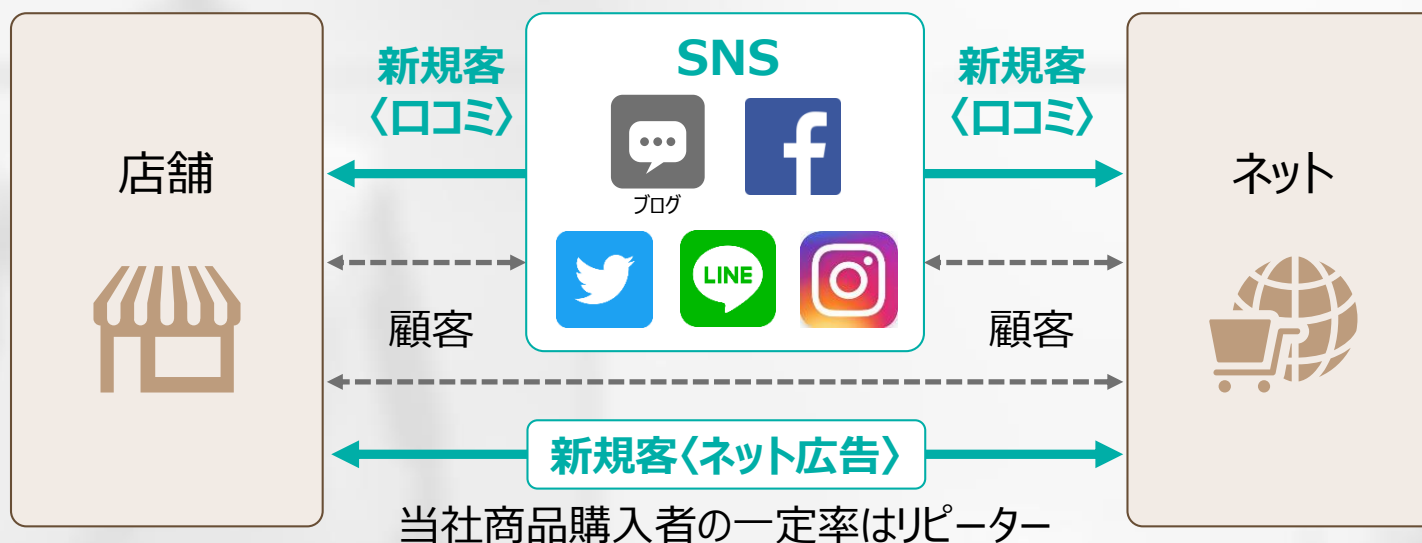 店舗
新規客
〈口コミ〉
SNS
ブログ
LINE
新規客
〈口コミ〉
ネット
顧客
顧客
新規客〈ネット広告〉
当社商品購入者の一定率はリピーター